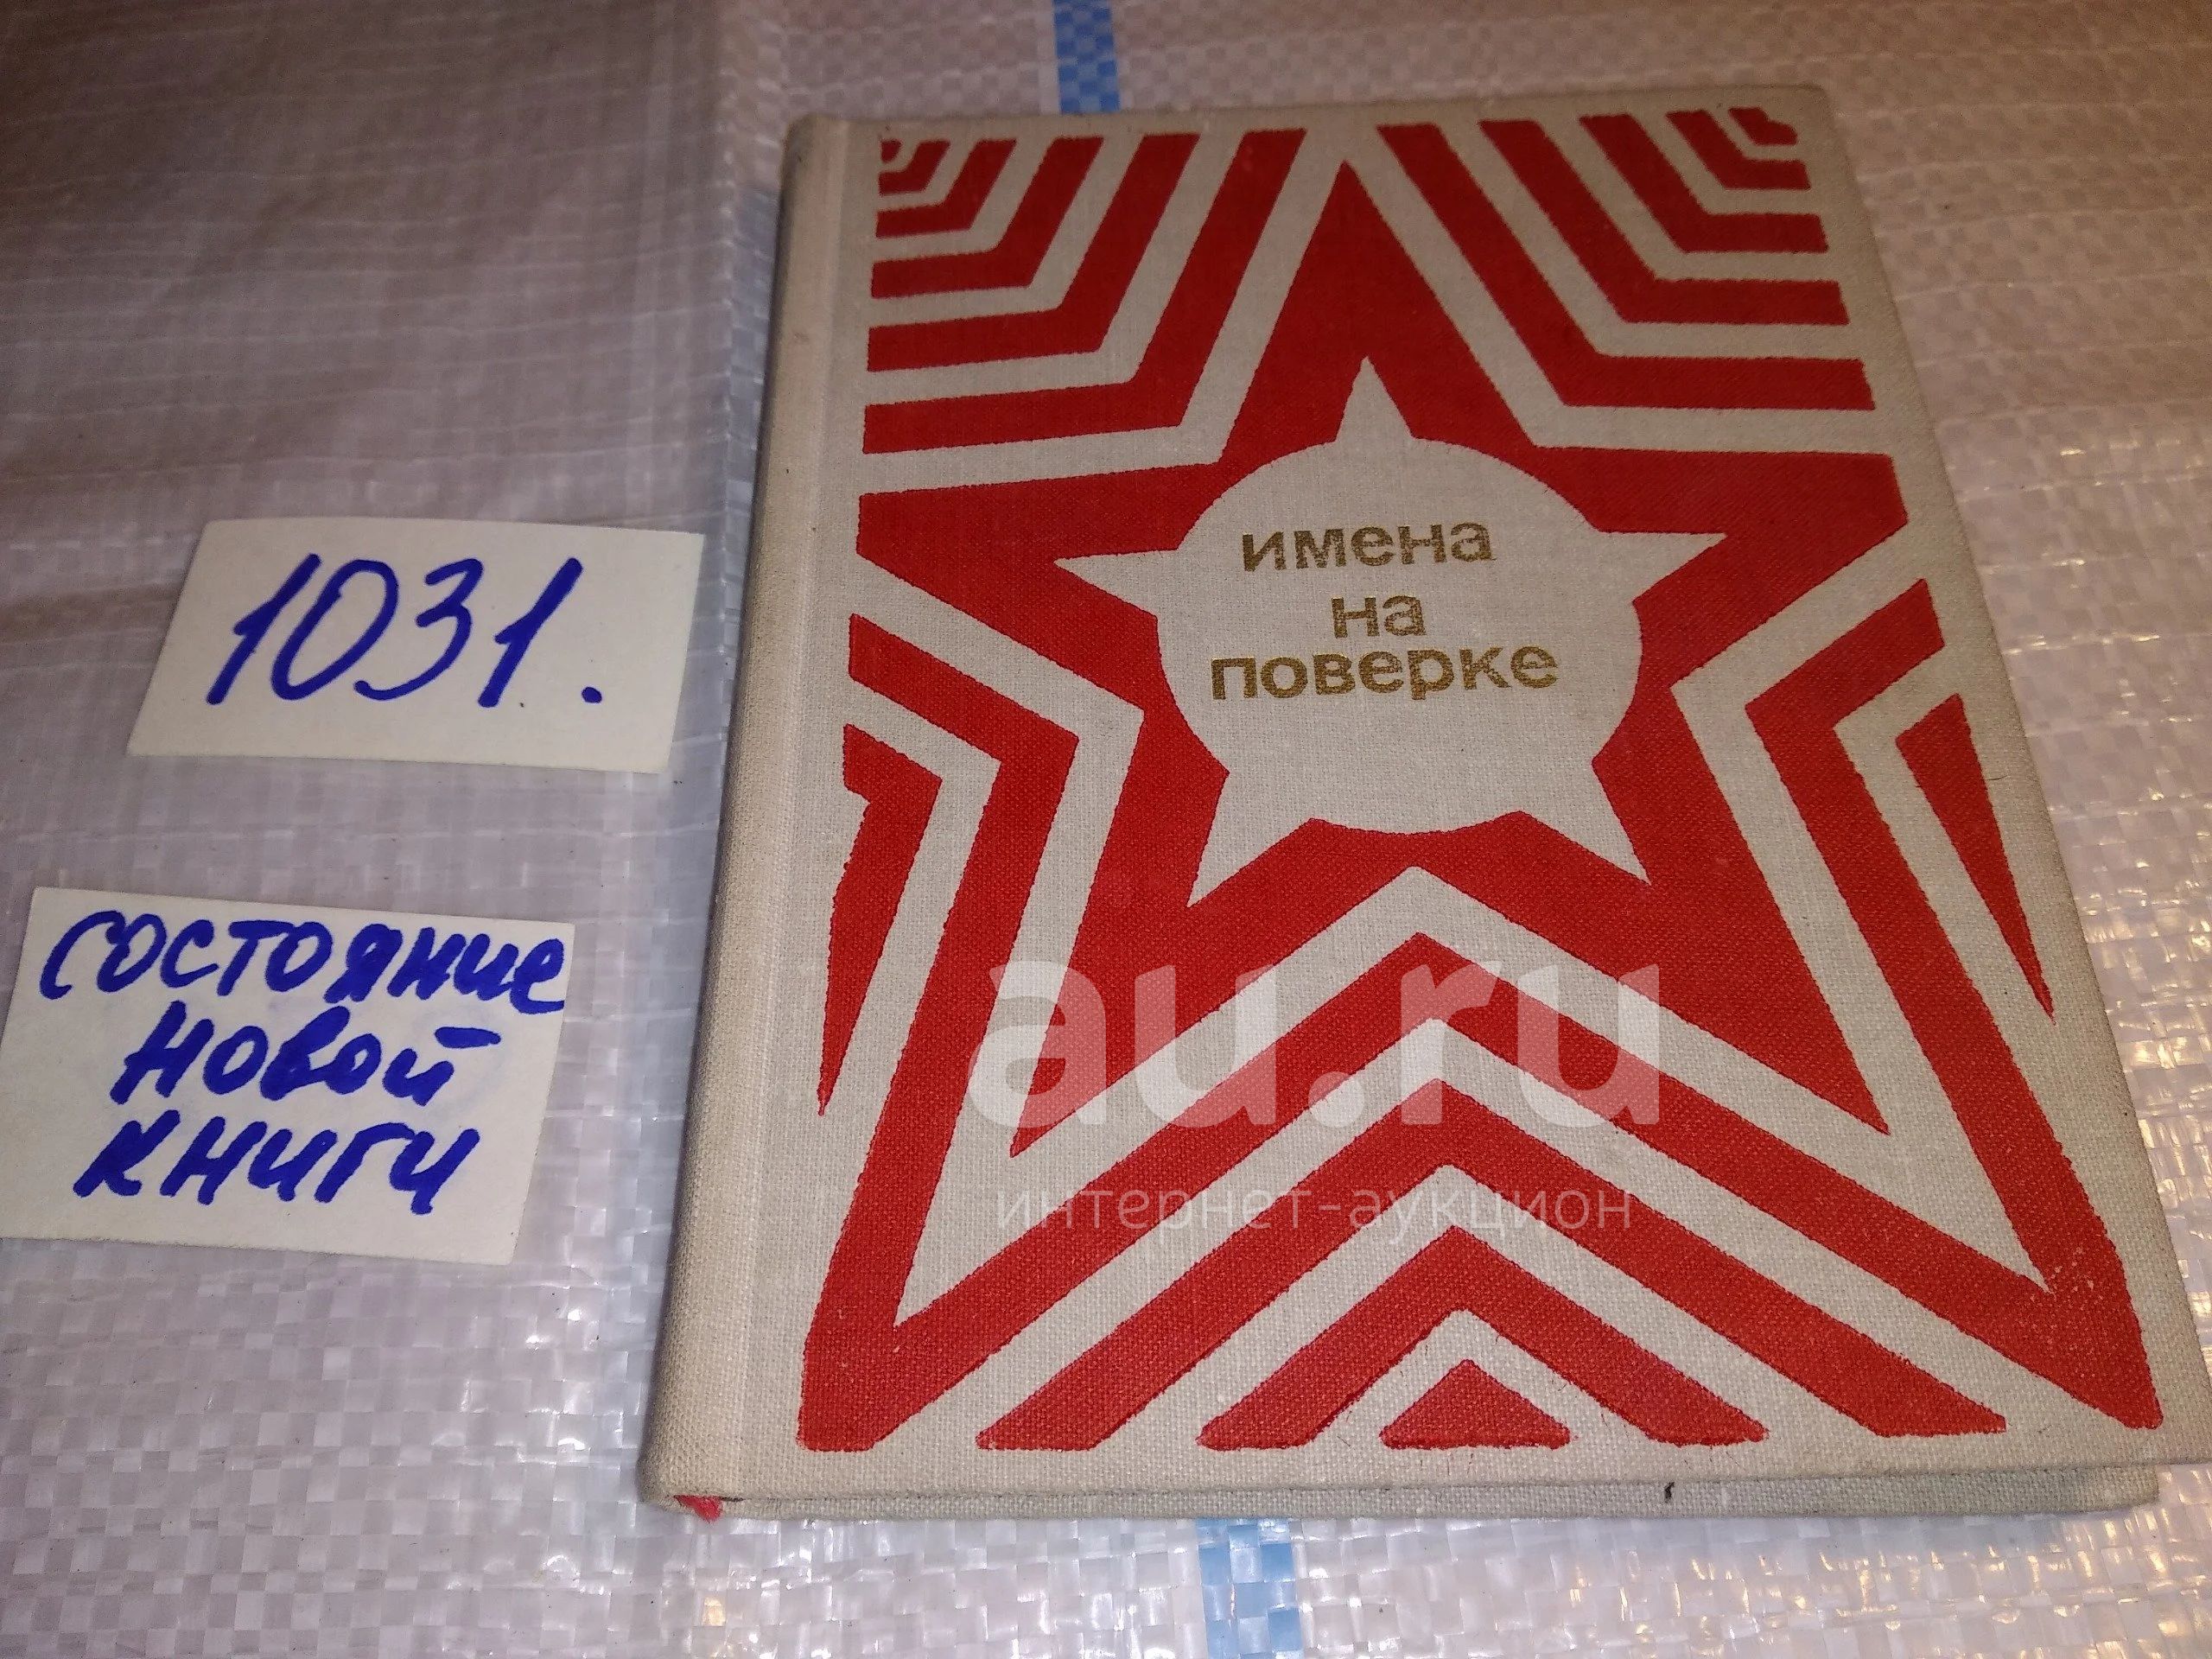 1031.
состояние
новой
книги
имена
на
поверке
au.ru
интернет-аукцион